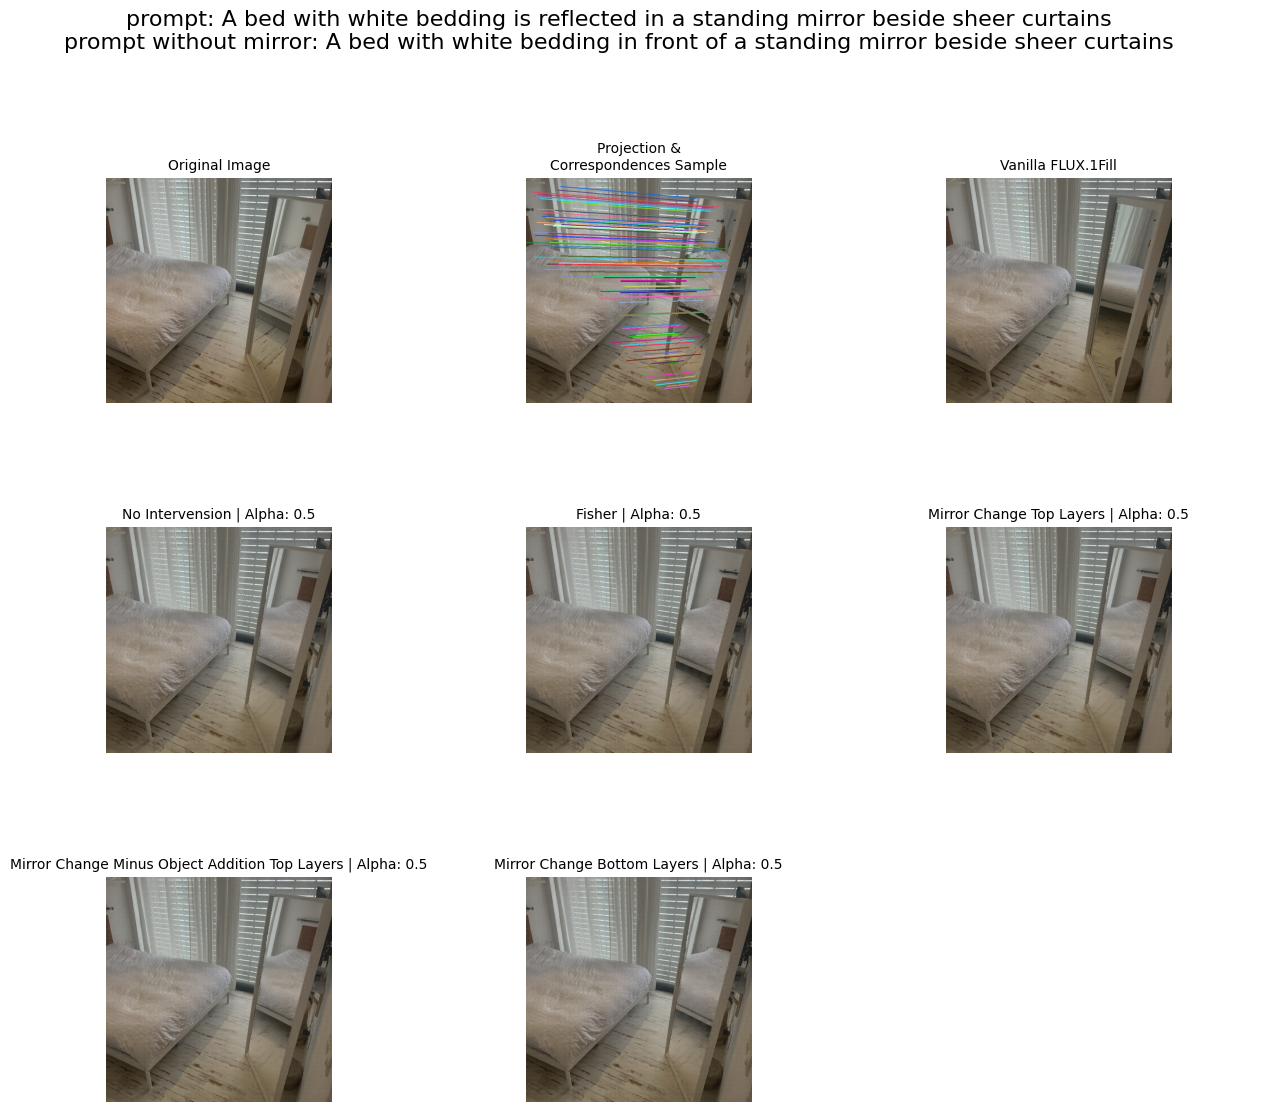 prompt: A bed with white bedding is reflected in a standing mirror beside sheer curtains
prompt without mirror: A bed with white bedding in front of a standing mirror beside sheer curtains
Original Image
Projection &
Correspondences Sample
Vanilla FLUX.1Fill
No Intervension | Alpha: 0.5
Fisher | Alpha: 0.5
Mirror Change Top Layers | Alpha: 0.5
Mirror Change Minus Object Addition Top Layers | Alpha: 0.5
Mirror Change Bottom Layers | Alpha: 0.5